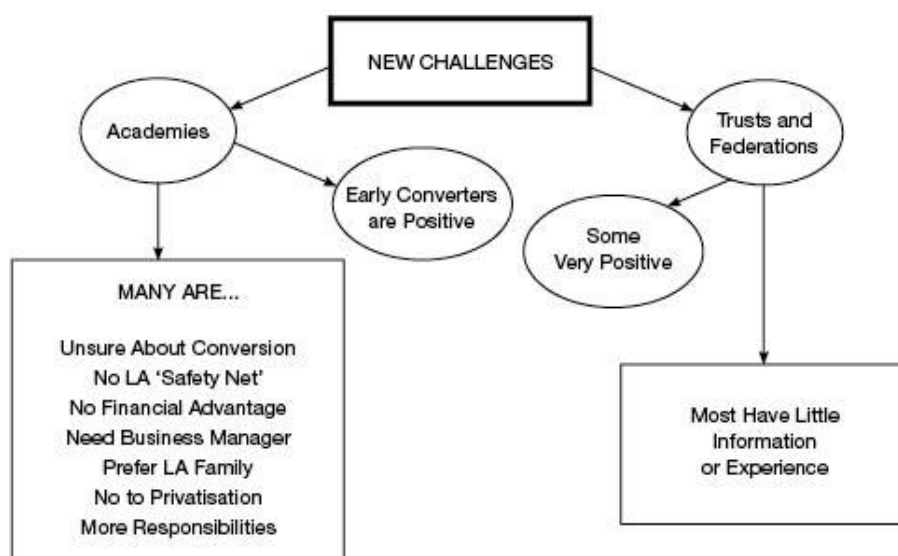 NEW CHALLENGES
Academies
Trusts and
Federations
Early Converters
are Positive
Some
Very Positive
MANY ARE...
Unsure About Conversion
No LA ‘Safety Net’
No Financial Advantage
Need Business Manager
Prefer LA Family
No to Privatisation
More Responsibilities
Most Have Little
Information
or Experience